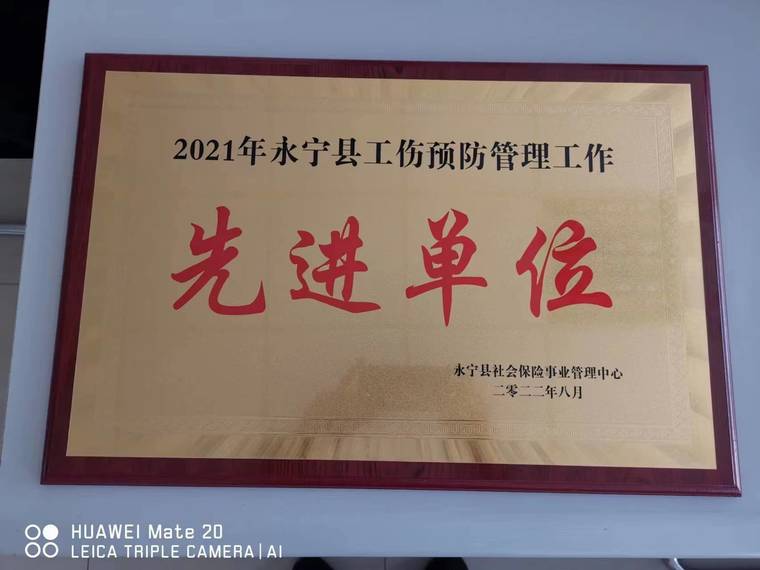 2021年永宁县工伤预防管理工作
先进单位
永宁县社会保险事业管理中心
二零二二年八月
HUAWEI Mate 20
LEICA TRIPLE CAMERA|AI